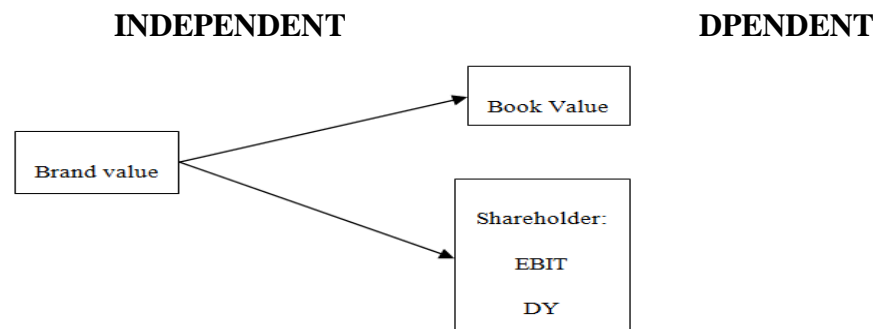 INDEPENDENT DPENDENT
Book Value
Brand value
Shareholder:
EBIT
DY